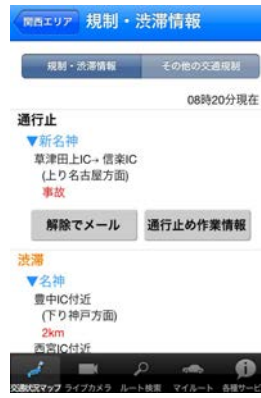 関西エリア 規制・渋滞情報
規制・渋滞情報 その他の交通規制
08時20分現在
通行止
▼新名神
草津田上IC→信楽IC
(上り名古屋方面)
事故
解除でメール 通行止め作業情報
渋滞
▼名神
豊中IC付近
(下り神戸方面)
2km
西宮IC付近
交通状況マップ ライブカメラ ルート検索 マイルート 各種サービ